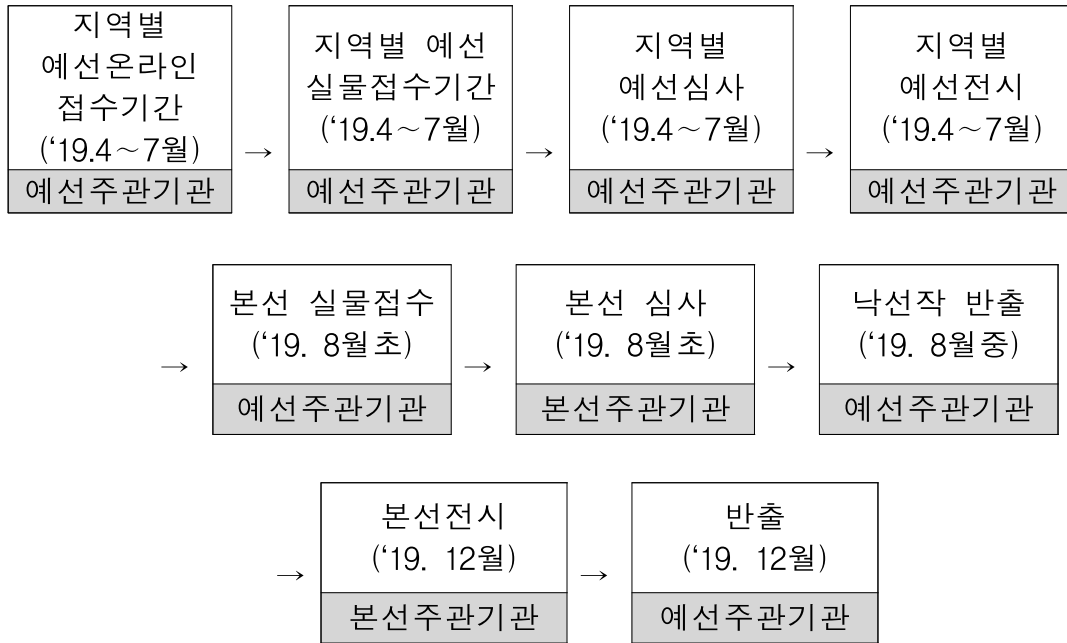 지역별
예선온라인
접수기간
(‘19.4～7월)
예선주관기관
→
지역별 예선
실물접수기간
(‘19.4～7월)
예선주관기관
→
지역별
예선심사
(‘19.4～7월)
예선주관기관
→
지역별
예선전시
(‘19.4～7월)
예선주관기관
→
본선 실물접수
(‘19. 8월초)
예선주관기관
→
본선 심사
(‘19. 8월초)
본선주관기관
→
낙선작 반출
(‘19. 8월중)
예선주관기관
→
본선전시
(‘19. 12월)
본선주관기관
→
반출
(‘19. 12월)
예선주관기관